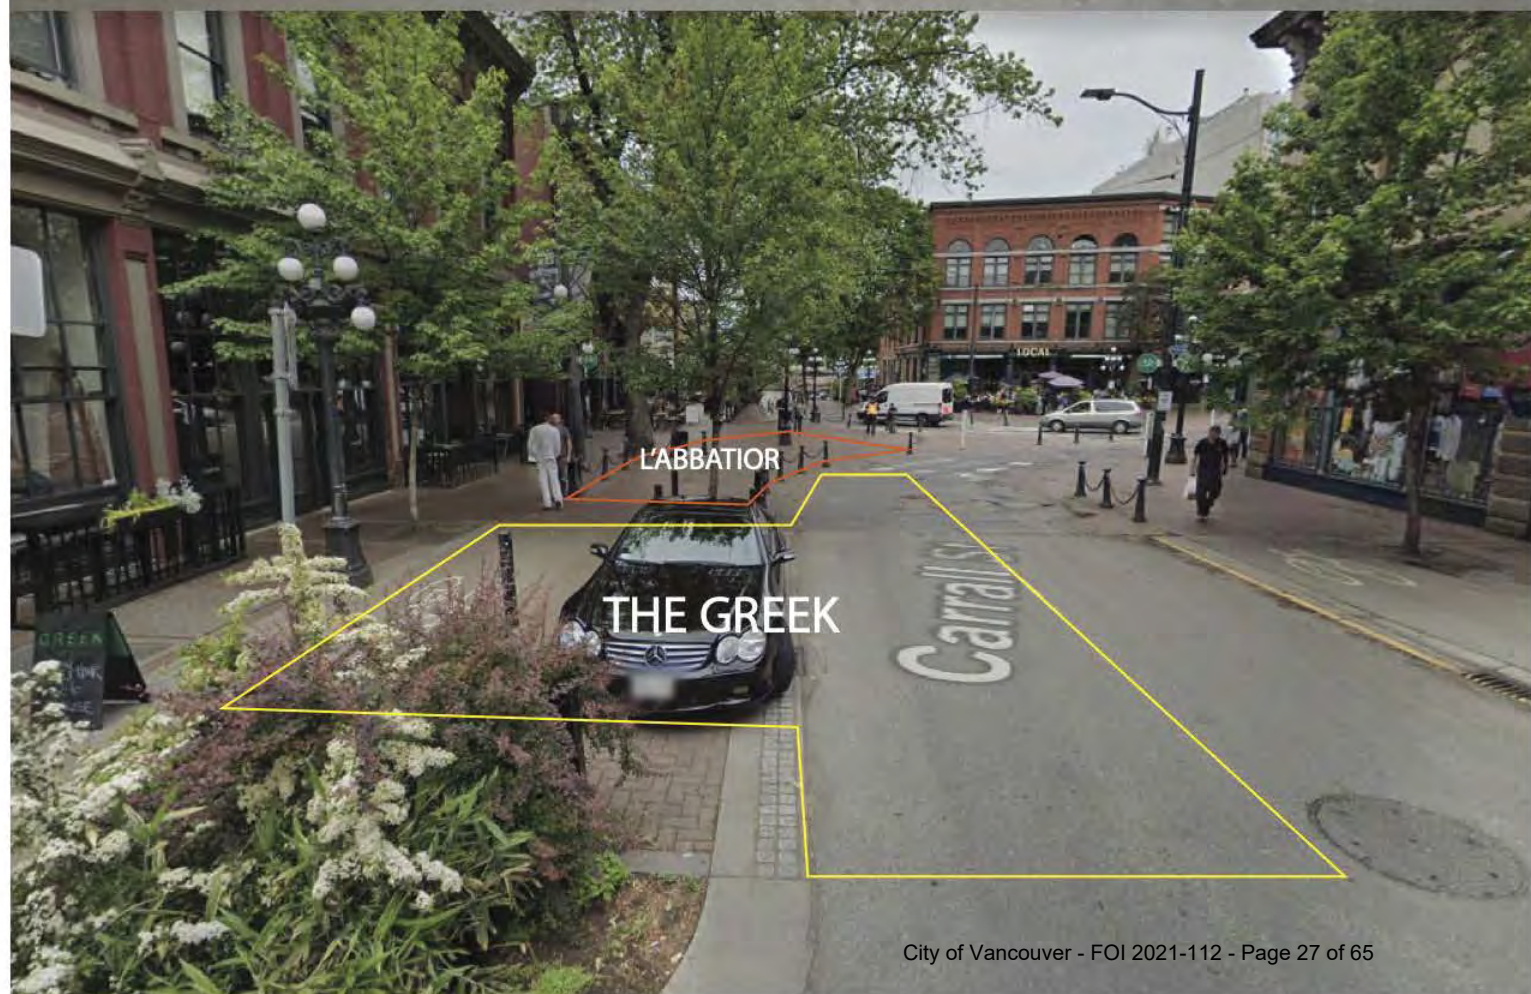 LOCAL
L'ABBATIOR
THE GREEK
Carrall St
GREEK
City of Vancouver - FOI 2021-112 - Page 27 of 65